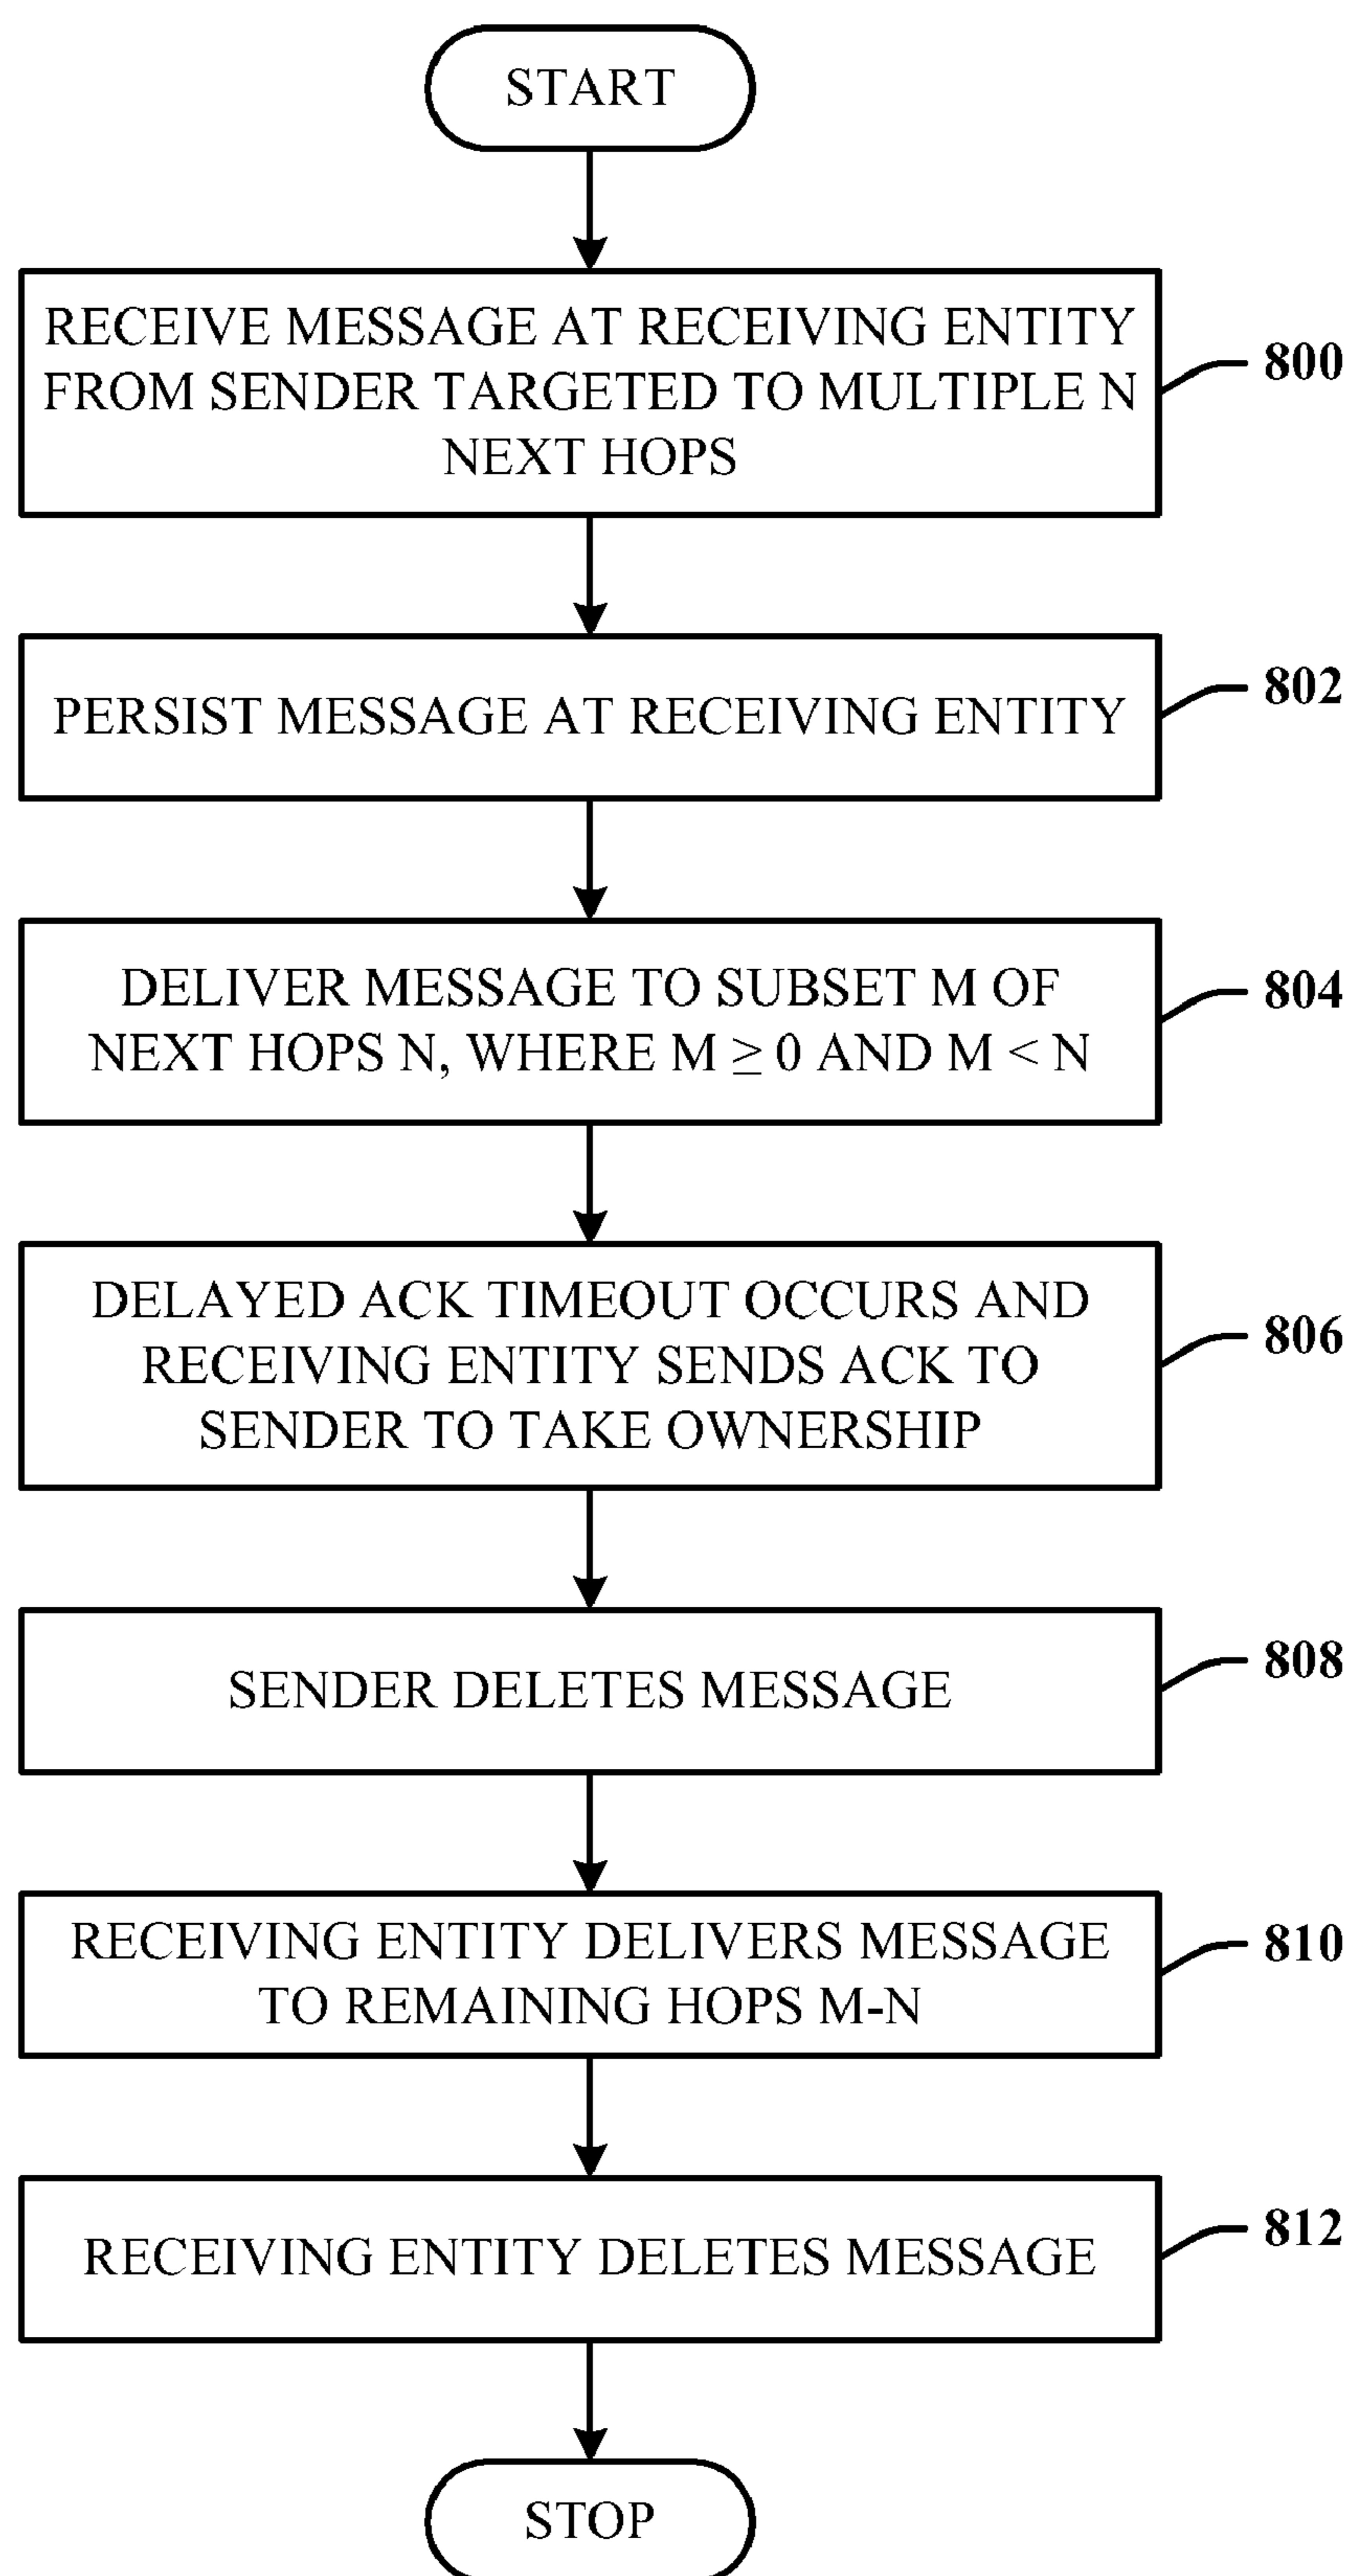 START
RECEIVE MESSAGE AT RECEIVING ENTITY
FROM SENDER TARGETED TO MULTIPLE N
NEXT HOPS
800
PERSIST MESSAGE AT RECEIVING ENTITY
802
DELIVER MESSAGE TO SUBSET M OF
NEXT HOPS N, WHERE M ≥ 0 AND M < N
804
DELAYED ACK TIMEOUT OCCURS AND
RECEIVING ENTITY SENDS ACK TO
SENDER TO TAKE OWNERSHIP
806
SENDER DELETES MESSAGE
808
RECEIVING ENTITY DELIVERS MESSAGE
TO REMAINING HOPS M-N
810
RECEIVING ENTITY DELETES MESSAGE
812
STOP